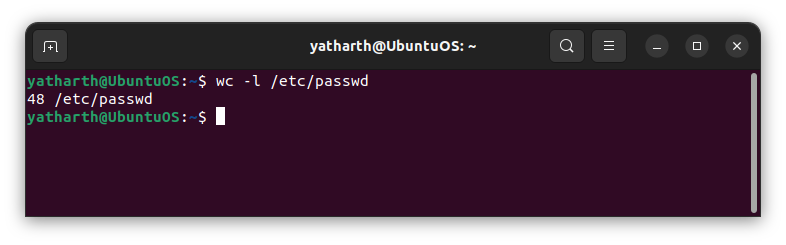 yatharth@UbuntuOS: ~
yatharth@UbuntuOS:~$ wc -l /etc/passwd
48 /etc/passwd
yatharth@UbuntuOS:~$